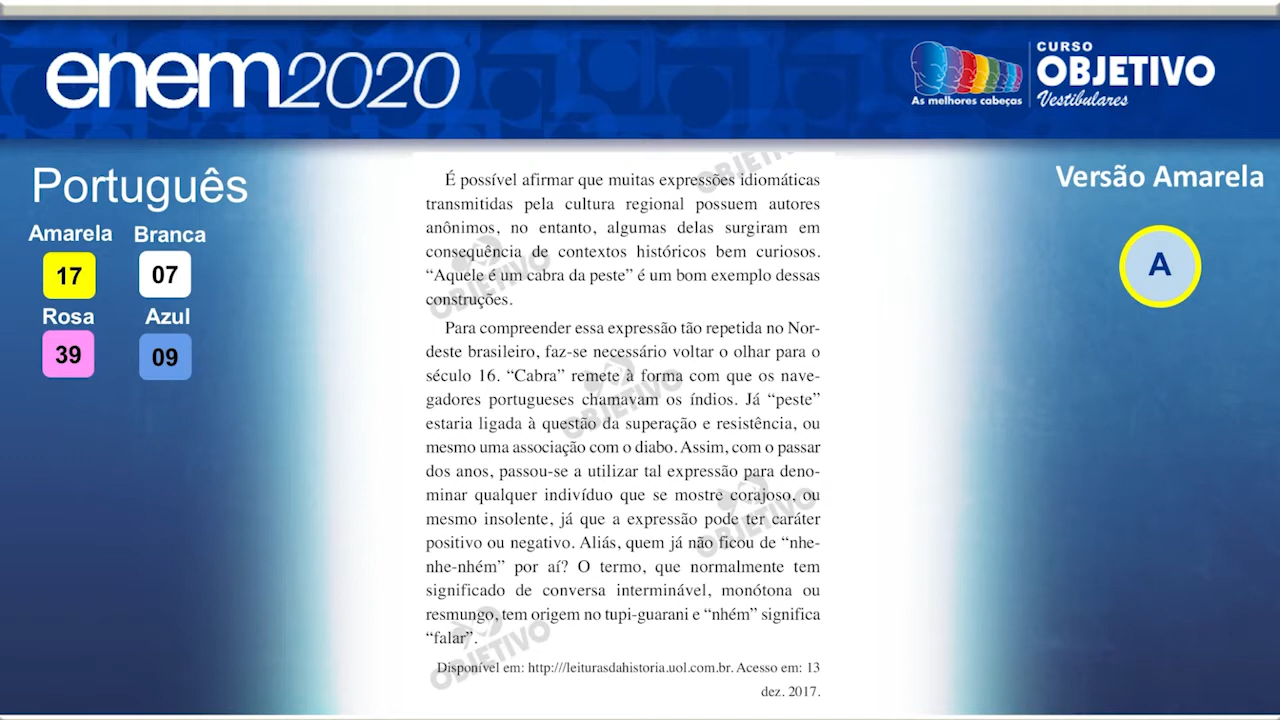 enem2020
CURSO
OBJETIVO
Vestibulares
As melhores cabeças
Português
Amarela Branca
17 07
Rosa Azul
39 09
É possível afirmar que muitas expressões idiomáticas
transmitidas pela cultura regional possuem autores
anônimos, no entanto, algumas delas surgiram em
consequência de contextos históricos bem curiosos.
“Aquele é um cabra da peste” é um bom exemplo dessas
construções.
Para compreender essa expressão tão repetida no Nor-
deste brasileiro, faz-se necessário voltar o olhar para o
século 16. “Cabra” remete à forma com que os nave-
gadores portugueses chamavam os índios. Já “peste”
estaria ligada à questão da superação e resistência, ou
mesmo uma associação com o diabo. Assim, com o passar
dos anos, passou-se a utilizar tal expressão para deno-
minar qualquer indivíduo que se mostre corajoso, ou
mesmo insolente, já que a expressão pode ter caráter
positivo ou negativo. Aliás, quem já não ficou de “nhe-
nhe-nhém” por aí? O termo, que normalmente tem
significado de conversa interminável, monótona ou
resmungo, tem origem no tupi-guarani e “nhém” significa
“falar”.
Disponível em: http:///leiturasdahistoria.uol.com.br. Acesso em: 13
dez. 2017.
OBJETIVO
OBJETIVO
OBJETIVO
OBJETIVO
OBJETIVO
Versão Amarela
A